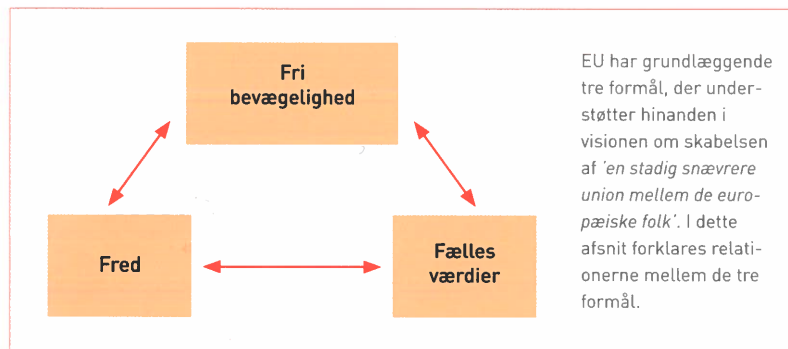 Fri
bevægelighed
Fred
Fælles
værdier
EU har grundlæggende
tre formål, der under-
støtter hinanden i
visionen om skabelsen
af 'en stadig snævrere
union mellem de euro-
pæiske folk'. I dette
afsnit forklares relati-
onerne mellem de tre
formål.